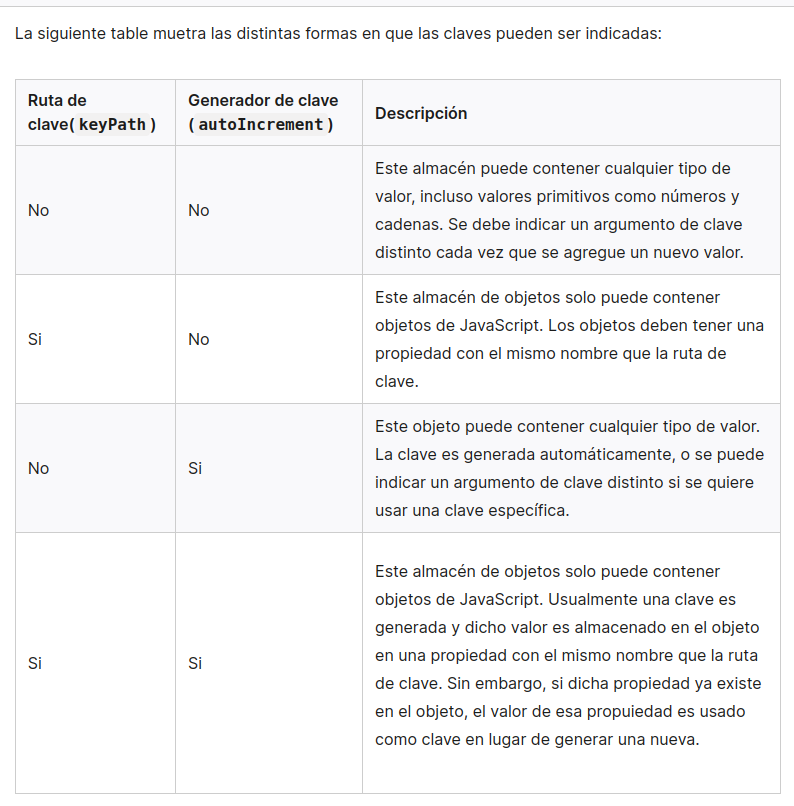 La siguiente table muetra las distintas formas en que las claves pueden ser indicadas:
Ruta de
clave( keyPath )
Generador de clave
( autoIncrement )
Descripción
No
No
Este almacén puede contener cualquier tipo de
valor, incluso valores primitivos como números y
cadenas. Se debe indicar un argumento de clave
distinto cada vez que se agregue un nuevo valor.
Si
No
Este almacén de objetos solo puede contener
objetos de JavaScript. Los objetos deben tener una
propiedad con el mismo nombre que la ruta de
clave.
No
Si
Este objeto puede contener cualquier tipo de valor.
La clave es generada automáticamente, o se puede
indicar un argumento de clave distinto si se quiere
usar una clave específica.
Si
Si
Este almacén de objetos solo puede contener
objetos de JavaScript. Usualmente una clave es
generada y dicho valor es almacenado en el objeto
en una propiedad con el mismo nombre que la ruta
de clave. Sin embargo, si dicha propiedad ya existe
en el objeto, el valor de esa propuiedad es usado
como clave en lugar de generar una nueva.